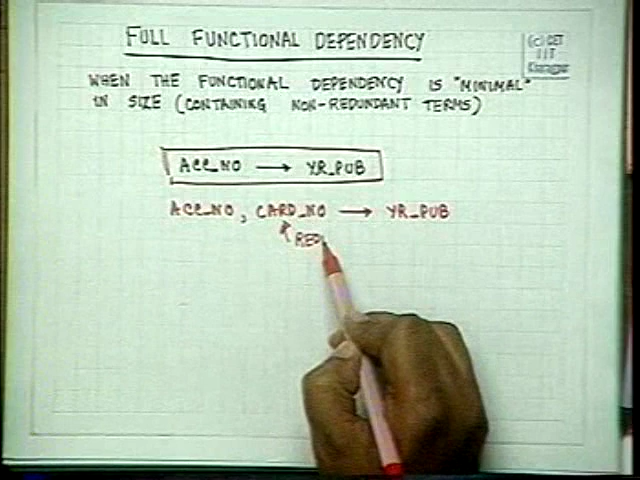 FULL FUNCTIONAL DEPENDENCY
(c) CET
IIT
Kharagpur
WHEN THE FUNCTIONAL DEPENDENCY IS "MINIMAL"
IN SIZE (CONTAINING NON-REDUNDANT TERMS)
ACC_NO → YR_PUB
ACC_NO, CARD_NO → YR_PUB
RED